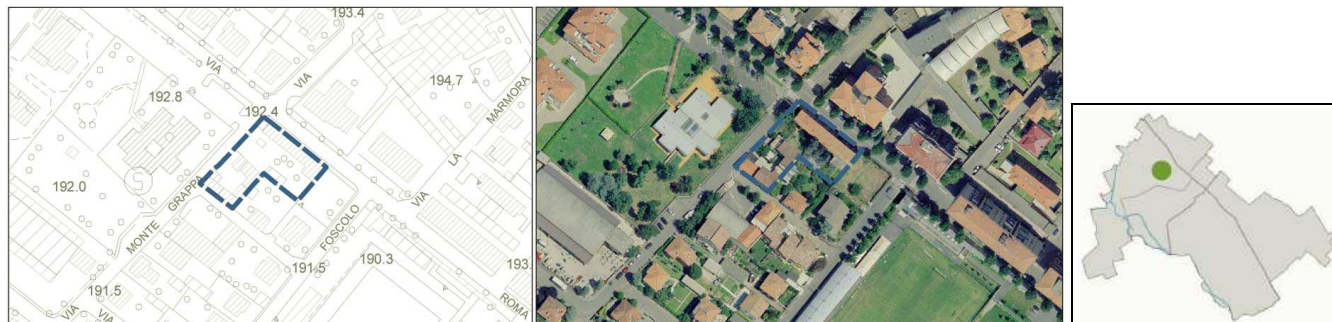 193.4
VIA
VIA
192.8
194.7
MARMORA
192.4
LA
S
192.0
GRAPPA
VIA
MONTE
FOSCOLO
191.5
190.3
193.
191.5
VIA
VIA
ROMA